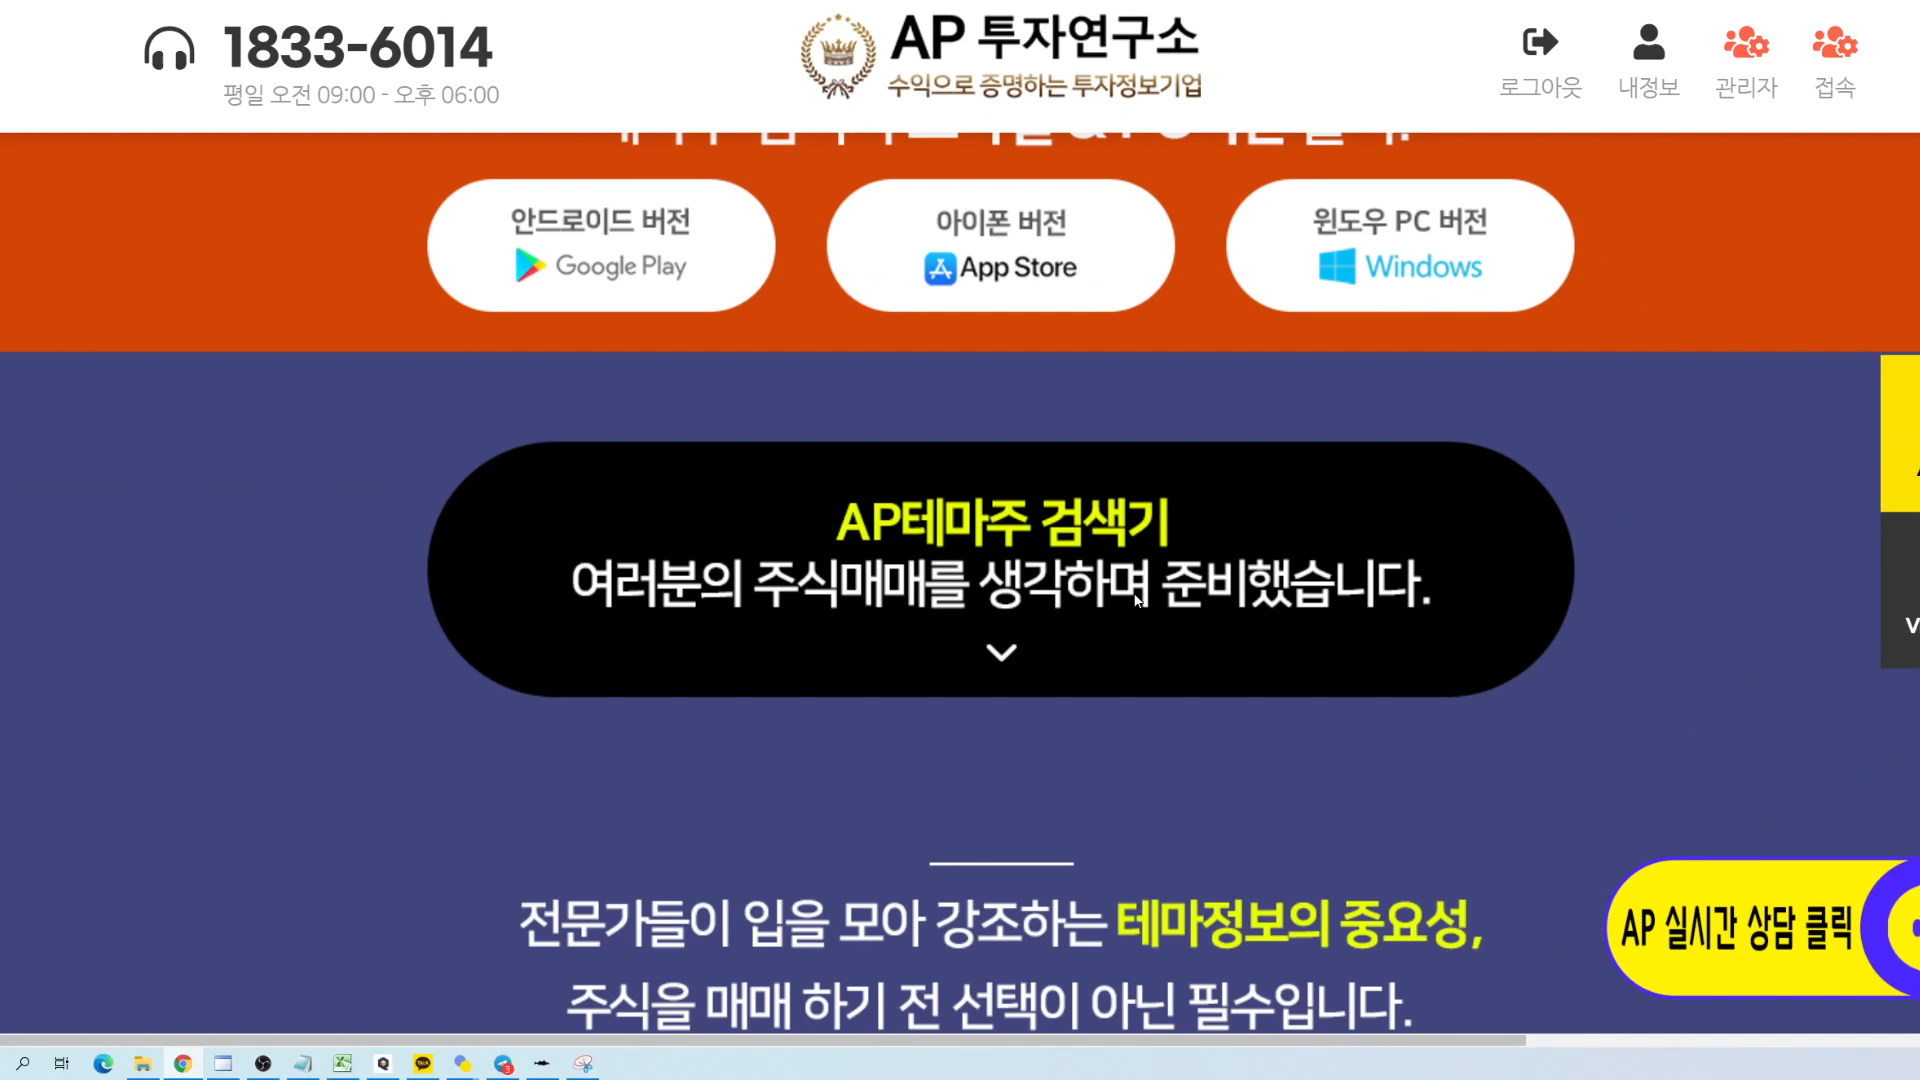 1833-6014
평일 오전 09:00 - 오후 06:00
AP 투자연구소
수익으로 증명하는 투자정보기업
로그아웃
내정보
관리자
접속
안드로이드 버전
Google Play
아이폰 버전
App Store
윈도우 PC 버전
Windows
AP테마주 검색기
여러분의 주식매매를 생각하며 준비했습니다.
V
전문가들이 입을 모아 강조하는 테마정보의 중요성,
주식을 매매 하기 전 선택이 아닌 필수입니다.
AP 실시간 상담 클릭
TALK
3